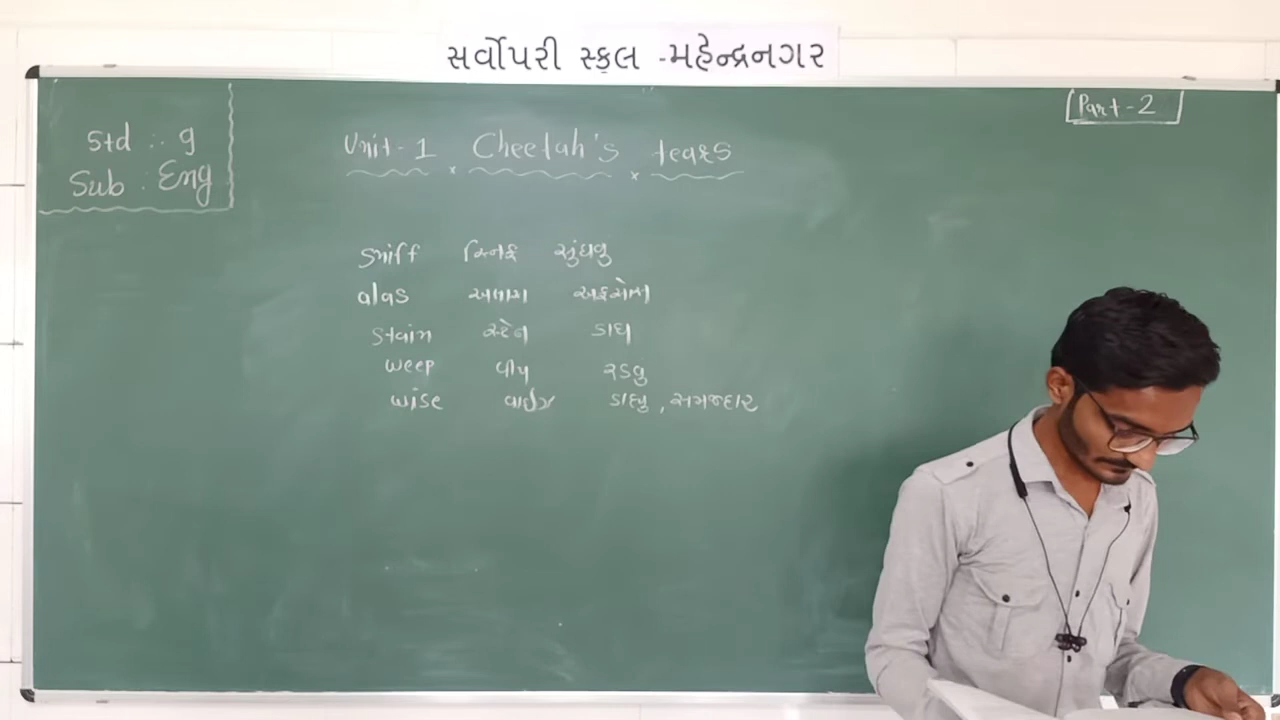 સર્વોપરી સ્કૂલ -મહેન્દ્રનગર
Part-2
Std : 9
Sub : Eng
Unit-1 x Cheetah's x tears
sniff સ્નિફ સુંઘવુ
alas અલાસ અફસોસ
stain સ્ટેન ડાઘ
weep વીપ રડવું
wise વાઈઝ ડાહ્યુ, સમજદાર